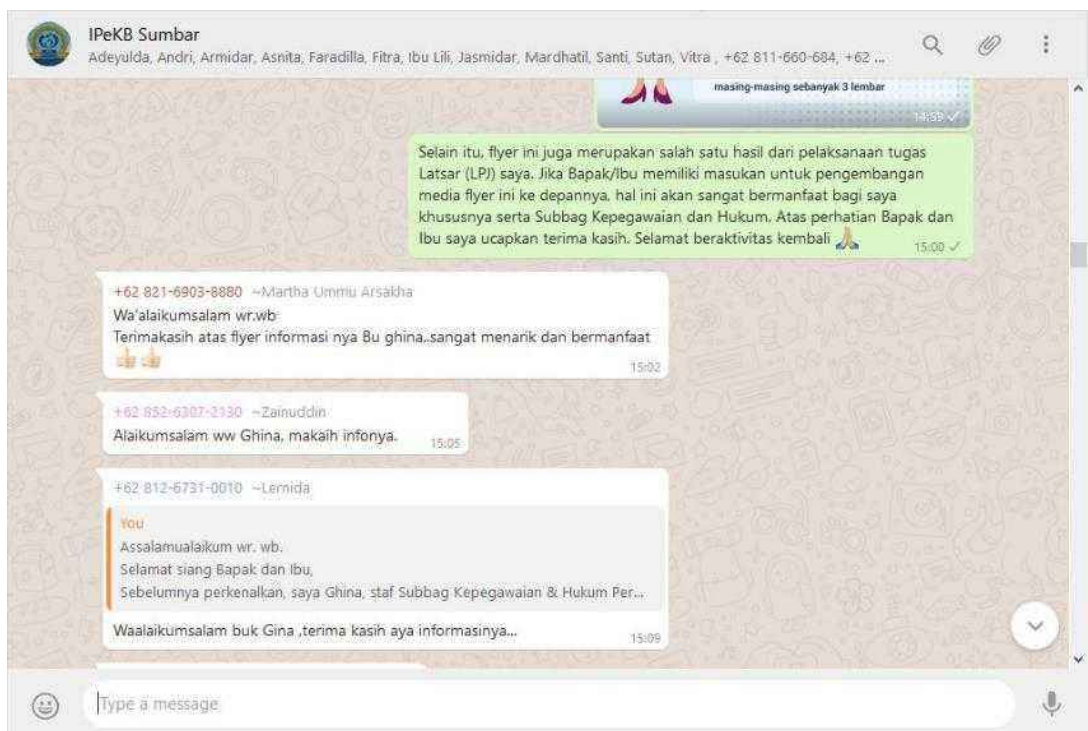 IPeKB Sumbar
Adeyulda, Andri, Armidar, Asnita, Faradilla, Fitra, Ibu Lili, Jasmidar, Mardhatil, Santi, Sutan, Vitra , +62 811-660-684, +62 ...
masing-masing sebanyak 3 lembar
14:59
Selain itu, flyer ini juga merupakan salah satu hasil dari pelaksanaan tugas
Latsar (LPJ) saya. Jika Bapak/Ibu memiliki masukan untuk pengembangan
media flyer ini ke depannya, hal ini akan sangat bermanfaat bagi saya
khususnya serta Subbag Kepegawaian dan Hukum. Atas perhatian Bapak dan
Ibu saya ucapkan terima kasih. Selamat beraktivitas kembali 🙏
15:00
+62 821-6903-8880 ~Martha Ummu Arsakha
Wa'alaikumsalam wr.wb
Terimakasih atas flyer informasi nya Bu ghina..sangat menarik dan bermanfaat
👍👍
15:02
+62 852-6307-2130 ~Zainuddin
Alaikumsalam ww Ghina, makaih infonya.
15:05
+62 812-6731-0010 ~Lemida
You
Assalamualaikum wr. wb.
Selamat siang Bapak dan Ibu,
Sebelumnya perkenalkan, saya Ghina, staf Subbag Kepegawaian & Hukum Per...
Waalaikumsalam buk Gina ,terima kasih aya informasinya...
15:09
Type a message